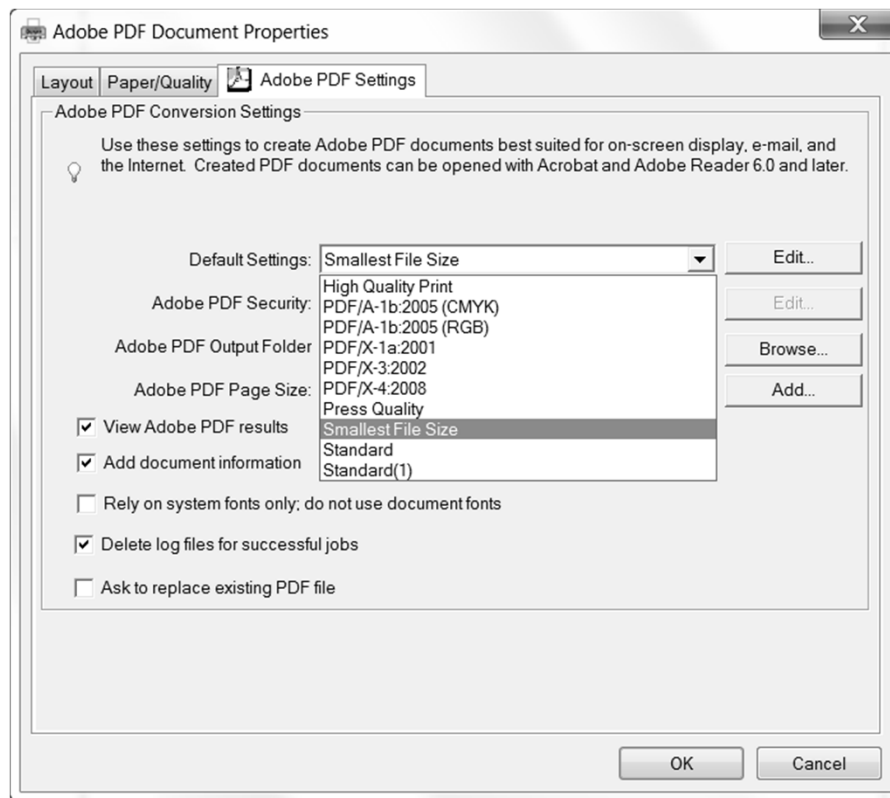 Adobe PDF Document Properties
Layout Paper/Quality Adobe PDF Settings
Adobe PDF Conversion Settings
Use these settings to create Adobe PDF documents best suited for on-screen display, e-mail, and
the Internet. Created PDF documents can be opened with Acrobat and Adobe Reader 6.0 and later.
Default Settings: Smallest File Size Edit...
High Quality Print
Adobe PDF Security: PDF/A-1b:2005 (CMYK) Edit...
PDF/A-1b:2005 (RGB)
Adobe PDF Output Folder PDF/X-1a:2001 Browse...
PDF/X-3:2002
Adobe PDF Page Size: PDF/X-4:2008 Add...
Press Quality
View Adobe PDF results Smallest File Size
Standard
Add document information Standard(1)
Rely on system fonts only; do not use document fonts
Delete log files for successful jobs
Ask to replace existing PDF file
OK Cancel